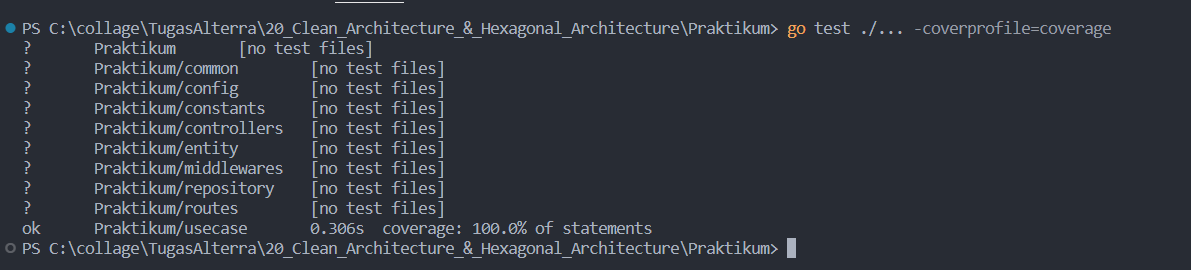 PS C:\collage\TugasAlterra\20_Clean_Architecture_&_Hexagonal_Architecture\Praktikum> go test ./... -coverprofile=coverage
?       Praktikum       [no test files]
?       Praktikum/common        [no test files]
?       Praktikum/config        [no test files]
?       Praktikum/constants     [no test files]
?       Praktikum/controllers   [no test files]
?       Praktikum/entity        [no test files]
?       Praktikum/middlewares   [no test files]
?       Praktikum/repository    [no test files]
?       Praktikum/routes        [no test files]
ok      Praktikum/usecase       0.306s  coverage: 100.0% of statements
PS C:\collage\TugasAlterra\20_Clean_Architecture_&_Hexagonal_Architecture\Praktikum>